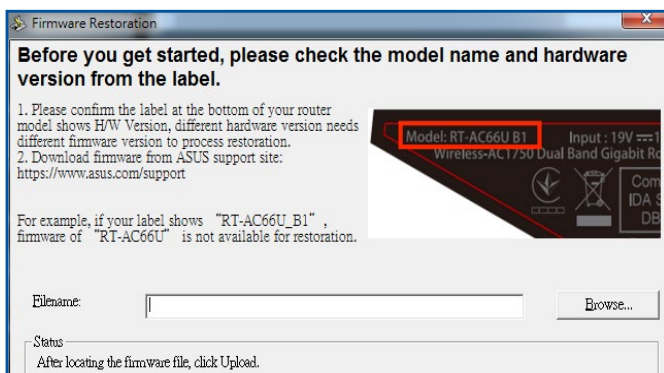 Firmware Restoration
Before you get started, please check the model name and hardware
version from the label.
1. Please confirm the label at the bottom of your router
model shows H/W Version, different hardware version needs
different firmware version to process restoration.
2. Download firmware from ASUS support site:
https://www.asus.com/support
For example, if your label shows “RT-AC66U_B1” ,
firmware of “RT-AC66U” is not available for restoration.
Model: RT-AC66U B1
Input : 19V
Wireless-AC1750 Dual Band Gigabit
IDA
DB
Filename:
Browse...
Status
After locating the firmware file, click Upload.